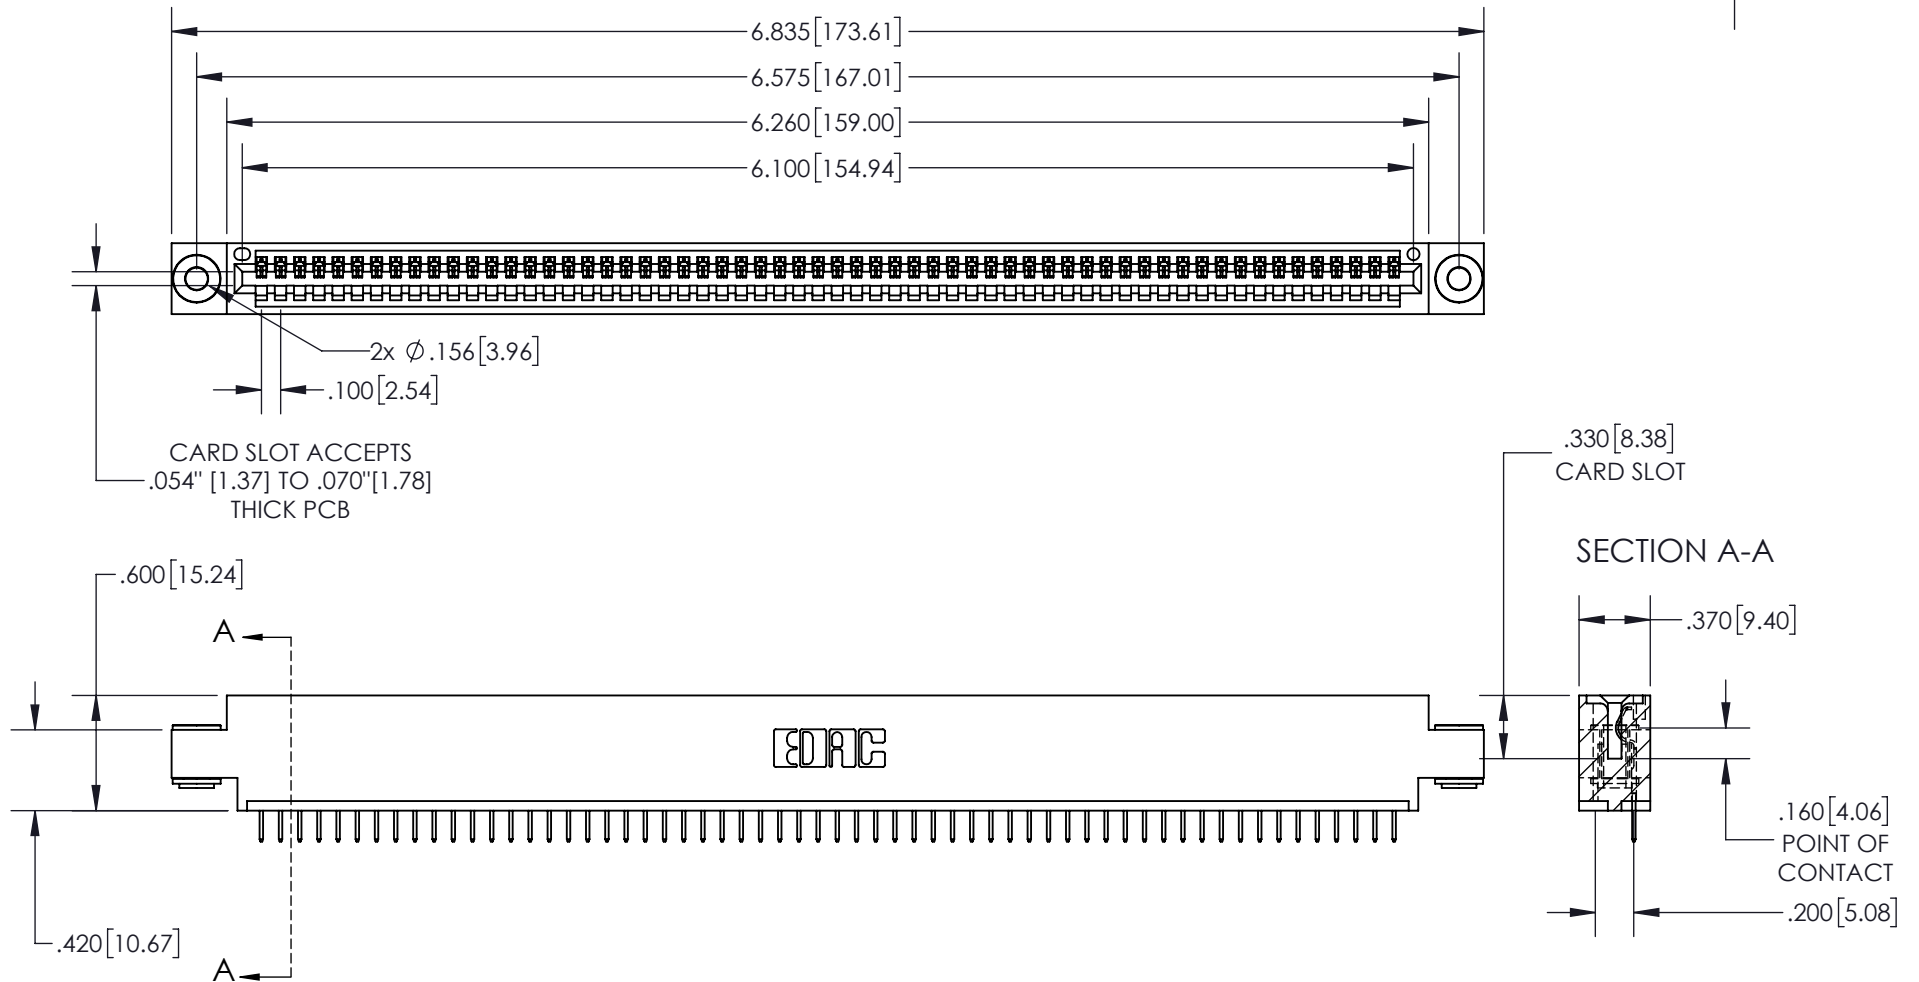 6.835[173.61]
6.575[167.01]
6.260[159.00]
6.100[154.94]
2x ∅.156[3.96]
.100[2.54]
CARD SLOT ACCEPTS
.054" [1.37] TO .070"[1.78]
THICK PCB
.330[8.38]
CARD SLOT
SECTION A-A
.600[15.24]
.370[9.40]
A
EDAC
.160[4.06]
POINT OF
CONTACT
.200[5.08]
.420[10.67]
A